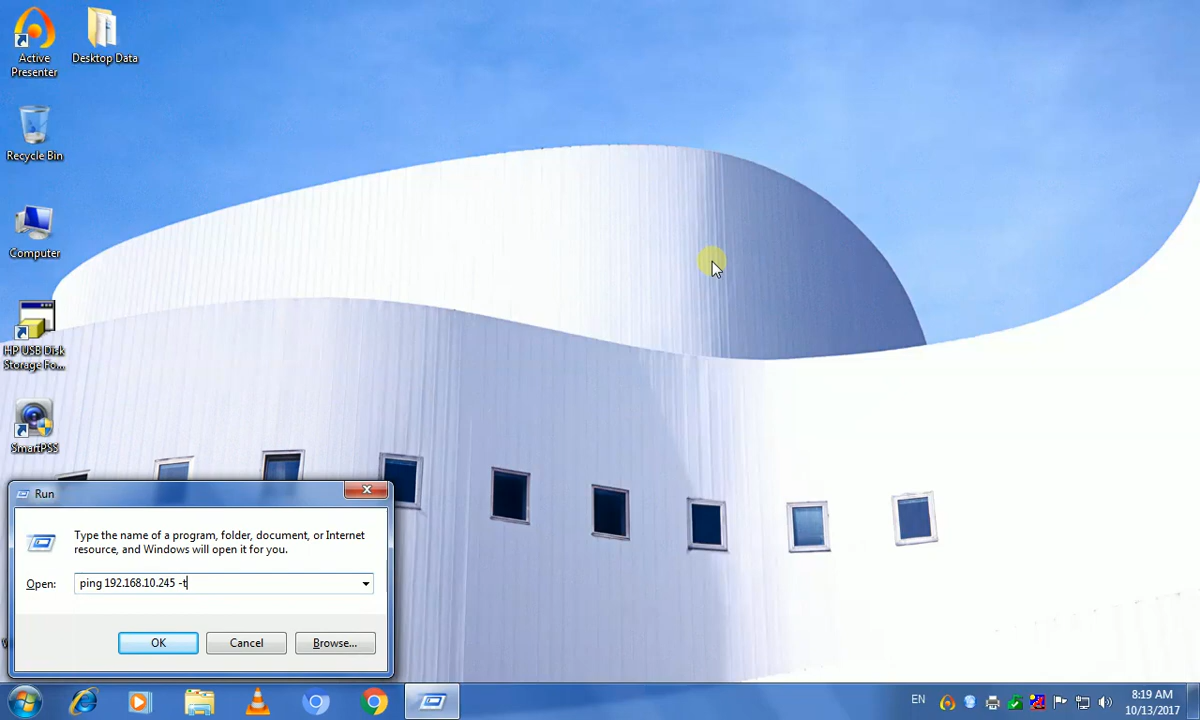 Active
Presenter
Desktop Data
Recycle Bin
Computer
HP USB Disk
Storage Fo...
SmartPSS
Run
Type the name of a program, folder, document, or Internet
resource, and Windows will open it for you.
Open:
ping 192.168.10.245 -t
OK
Cancel
Browse...
EN
8:19 AM
10/13/2017